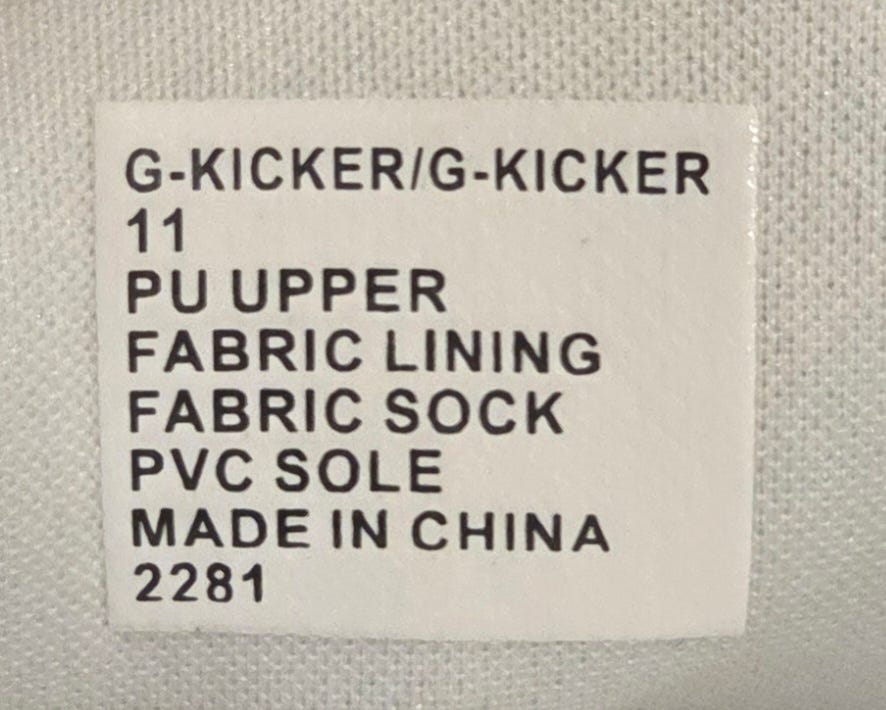 G-KICKER/G-KICKER
11
PU UPPER
FABRIC LINING
FABRIC SOCK
PVC SOLE
MADE IN CHINA
2281